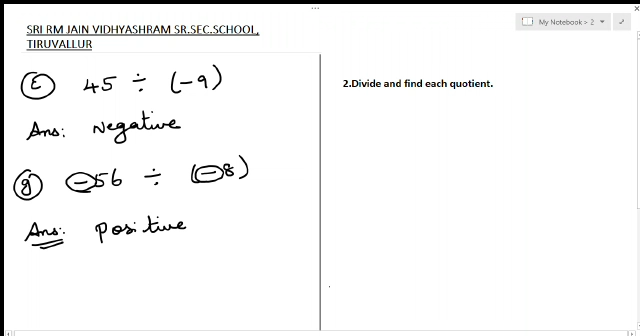 SRI RM JAIN VIDHYASHRAM SR.SEC.SCHOOL,
TIRUVALLUR
My Notebook > 2
c) 45 ÷ (-9)
Ans: Negative
g) -56 ÷ (-8)
Ans: Positive
2.Divide and find each quotient.